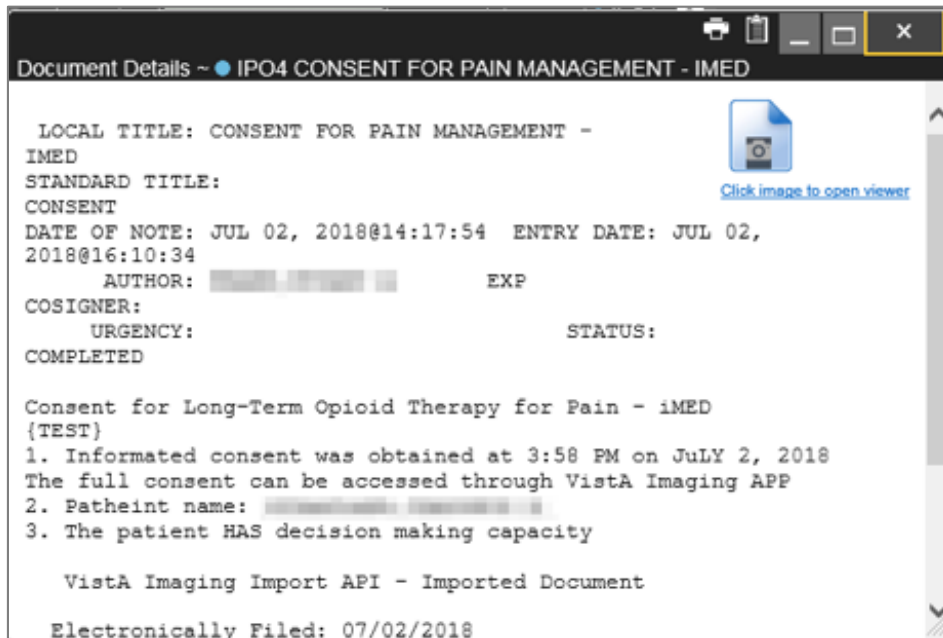 Document Details ~ IPO4 CONSENT FOR PAIN MANAGEMENT - IMED
LOCAL TITLE: CONSENT FOR PAIN MANAGEMENT -
IMED
Click image to open viewer
STANDARD TITLE:
CONSENT
DATE OF NOTE: JUL 02, 2018@14:17:54 ENTRY DATE: JUL 02,
2018@16:10:34
AUTHOR: EXP
COSIGNER:
URGENCY: STATUS:
COMPLETED
Consent for Long-Term Opioid Therapy for Pain - iMED
{TEST}
1. Informated consent was obtained at 3:58 PM on JuLY 2, 2018
The full consent can be accessed through VistA Imaging APP
2. Patheint name:
3. The patient HAS decision making capacity
VistA Imaging Import API - Imported Document
Electronically Filed: 07/02/2018